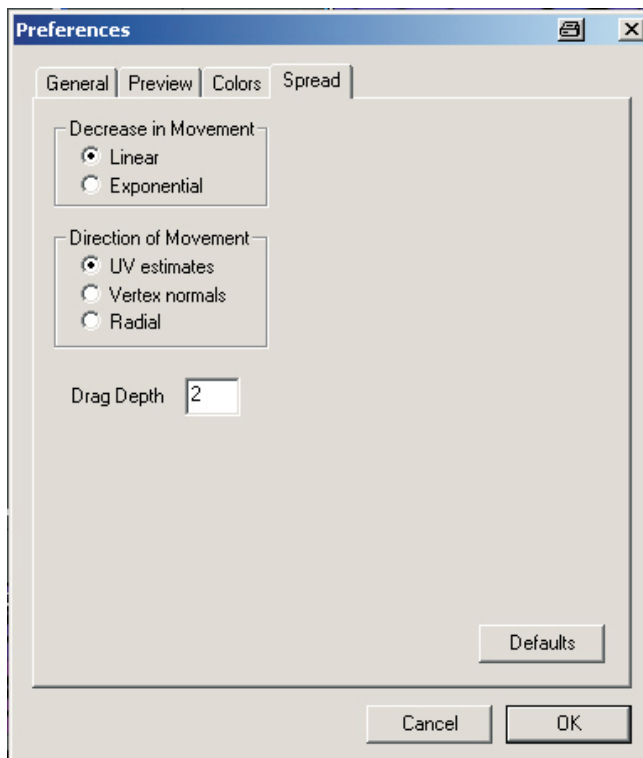 Preferences
General Preview Colors Spread
Decrease in Movement
Linear
Exponential
Direction of Movement
UV estimates
Vertex normals
Radial
Drag Depth 2
Defaults
Cancel OK